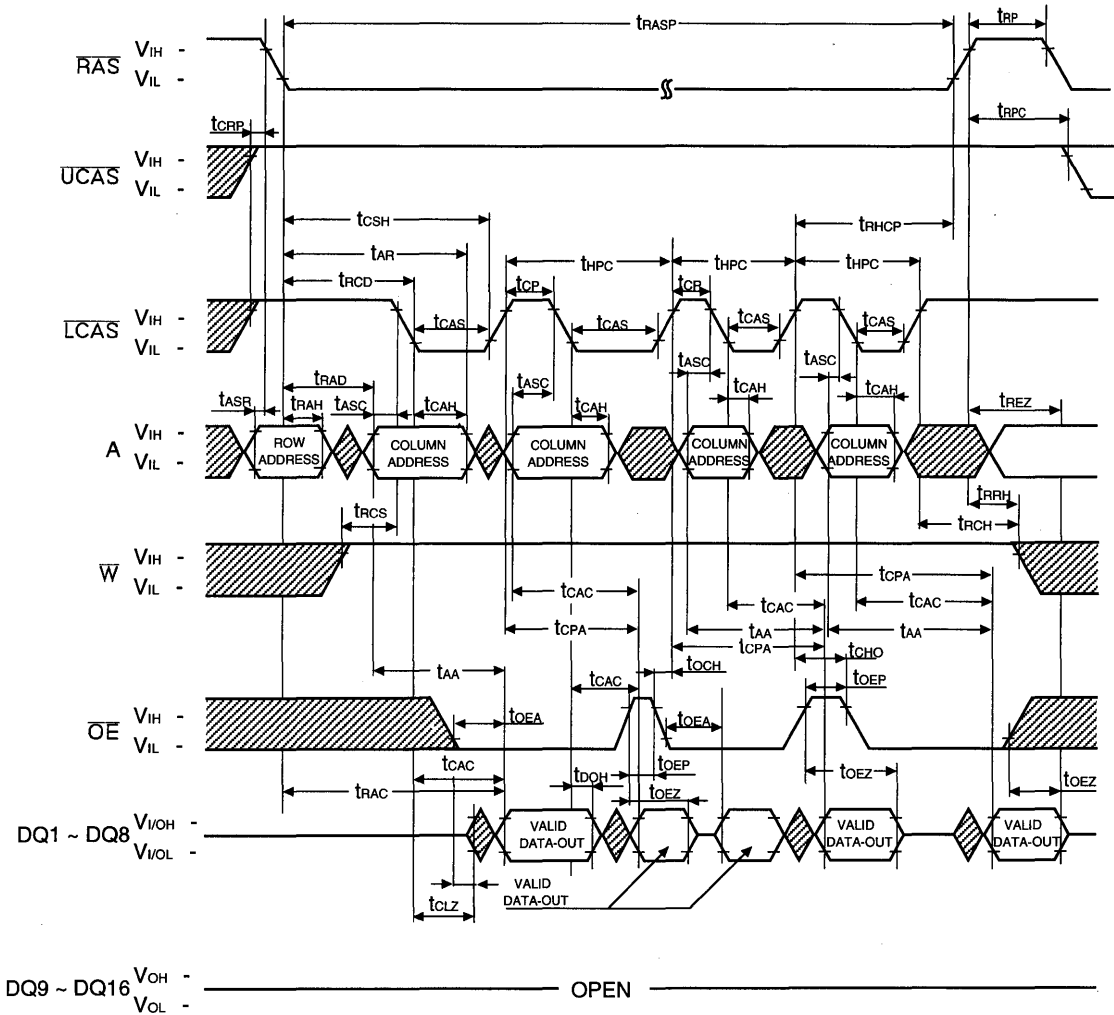 tRASP tRP
RAS VIH -
VIL -
tCRP tRPC
UCAS VIH -
VIL -
tCSH tRHCP
tAR tHPC tHPC tHPC
tRCD tCP tCP
LCAS VIH -
VIL -
tCAS tCAS tCAS tCAS
tRAD tASC tASC tASC
tASR tRAH tASC tCAH tCAH tCAH tCAH tREZ
A VIH -
VIL -
ROW ADDRESS COLUMN ADDRESS COLUMN ADDRESS COLUMN ADDRESS COLUMN ADDRESS
tRRH
tRCS tRCH
W VIH -
VIL -
tCPA
tCAC tCAC tCAC
tCPA tAA tAA
tCPA tCHO
tAA tOCH tOEP
tCAC
OE VIH -
VIL -
tOEA tOEA
tCAC tOEP tOEZ
tRAC tDOH tOEZ tOEZ
DQ1 ~ DQ8 VI/OH -
VI/OL -
VALID DATA-OUT VALID DATA-OUT VALID DATA-OUT
tCLZ VALID DATA-OUT
DQ9 ~ DQ16 VOH -
VOL -
OPEN